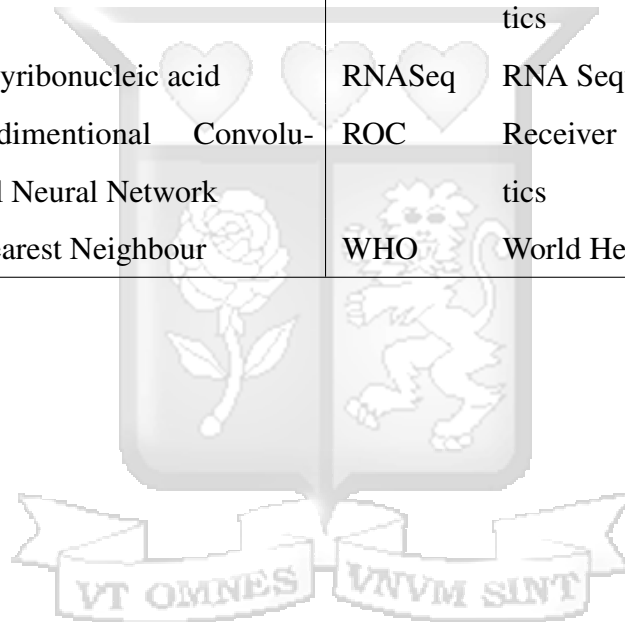 tics
yribonucleic acid RNASeq RNA Seq
dimentional Convolu- ROC Receiver
l Neural Network tics
earest Neighbour WHO World He
VT OMNES VNVM SINT